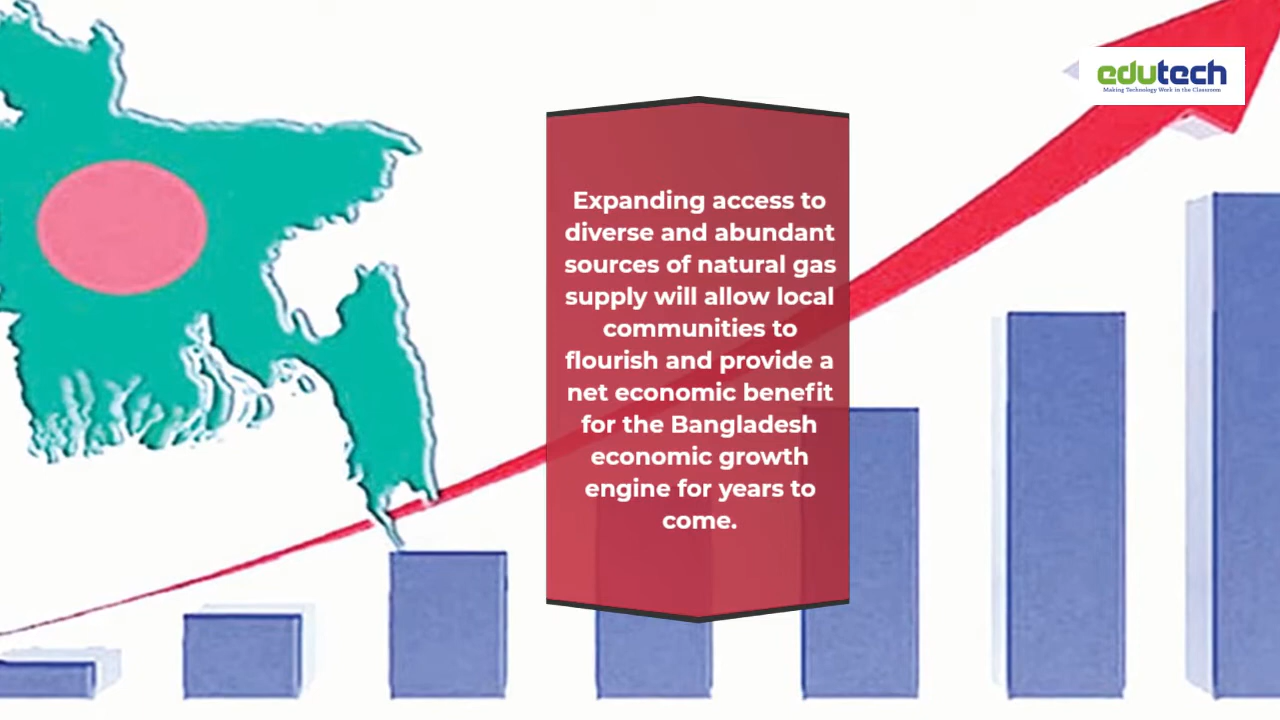 edutech
Making Technology Work in the Classroom
Expanding access to
diverse and abundant
sources of natural gas
supply will allow local
communities to
flourish and provide a
net economic benefit
for the Bangladesh
economic growth
engine for years to
come.